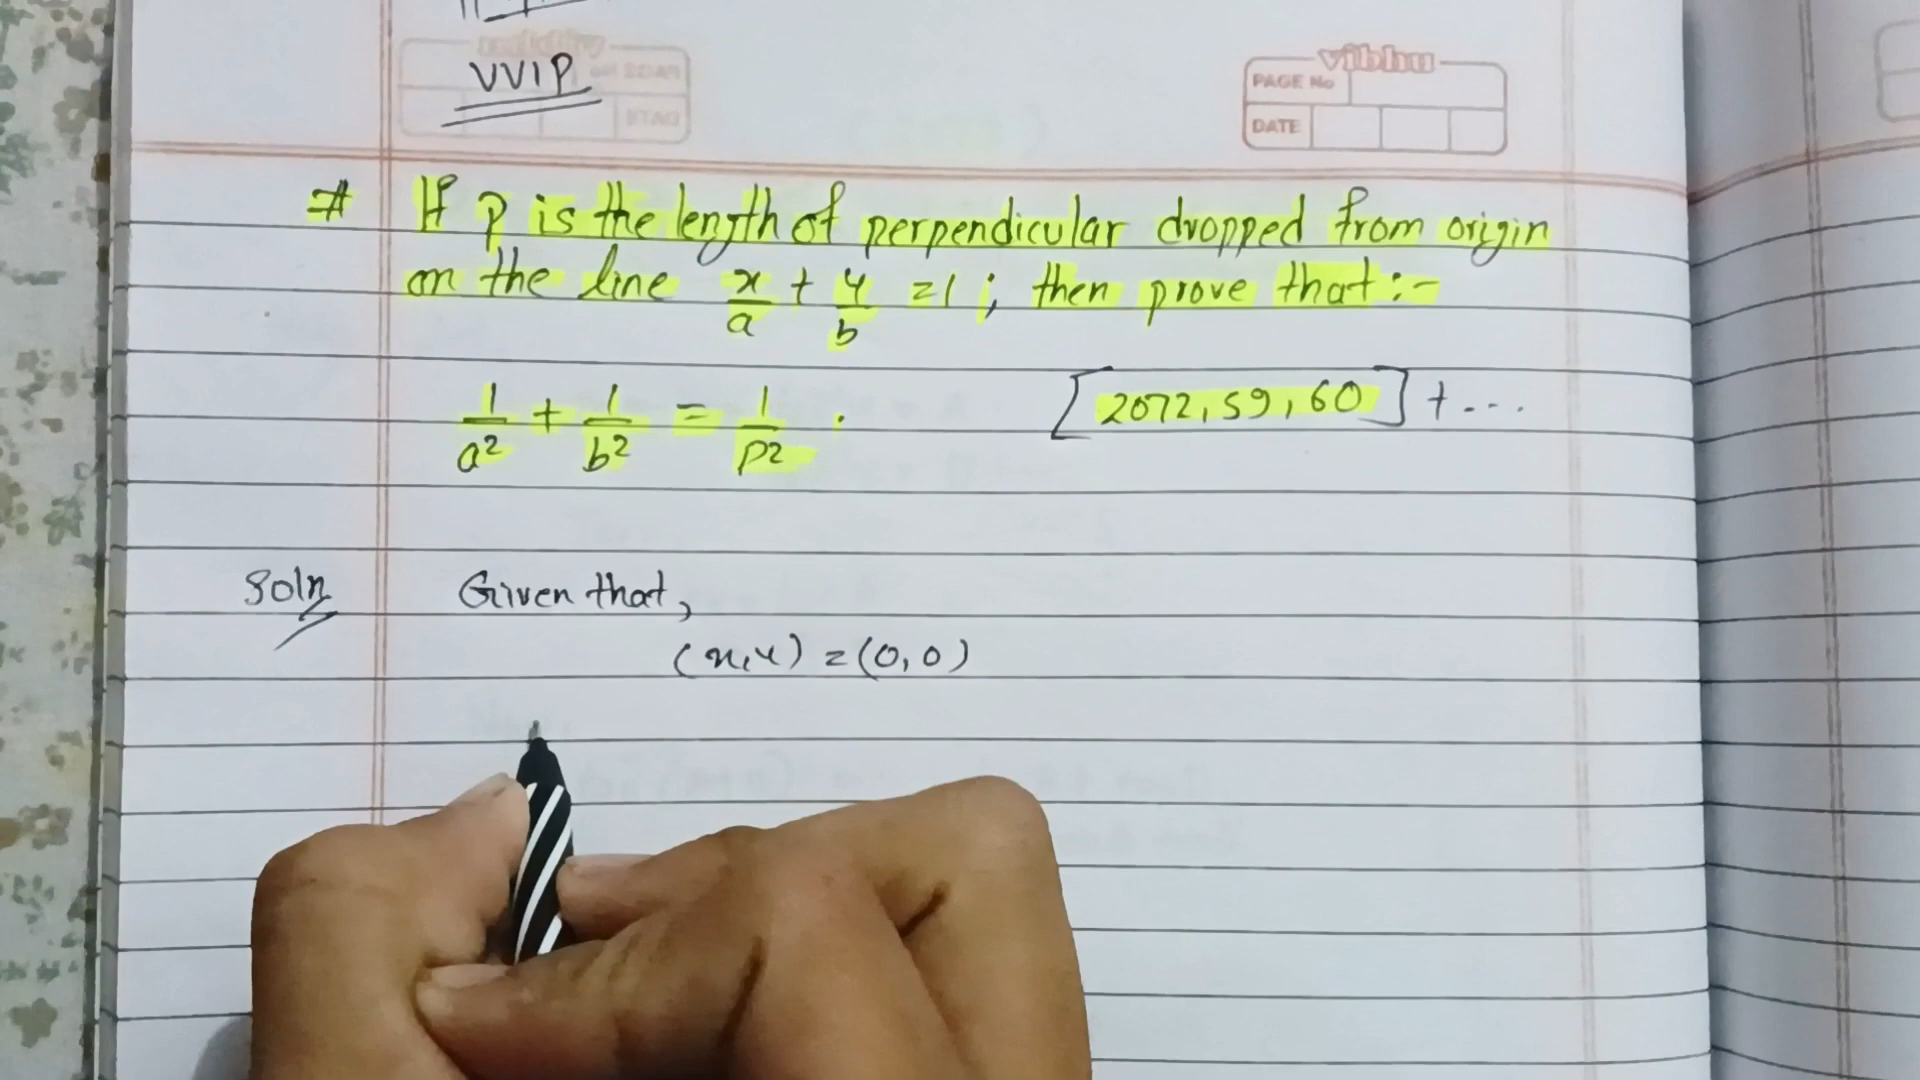 VVIP
vibhu
PAGE No
DATE
# If P is the length of perpendicular dropped from origin
on the line x/a + y/b = 1; then prove that:-
1/a² + 1/b² = 1/P² . [2072, 59, 60] + ...
Soln Given that,
(x, y) = (0, 0)